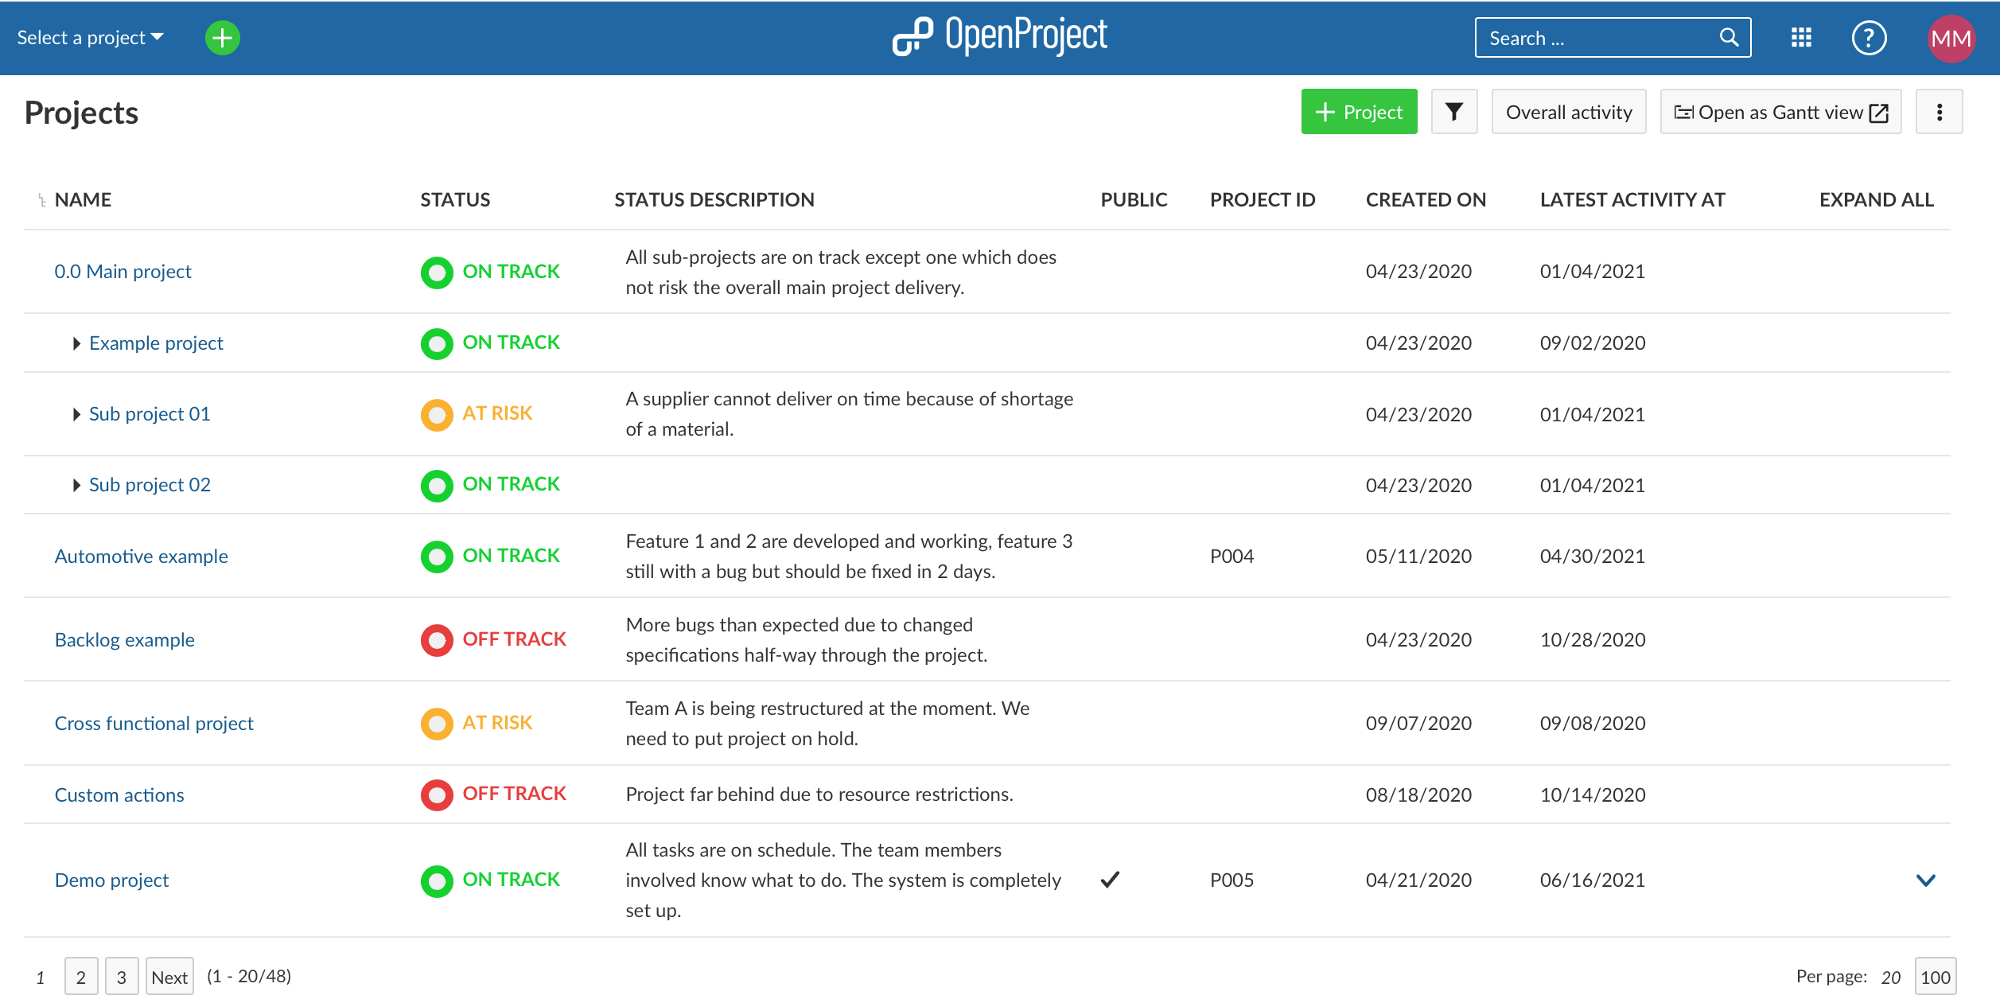 Select a project
OpenProject
Search ...
?
MM
Projects
Project
Overall activity
Open as Gantt view
NAME STATUS STATUS DESCRIPTION PUBLIC PROJECT ID CREATED ON LATEST ACTIVITY AT EXPAND ALL
0.0 Main project ON TRACK All sub-projects are on track except one which does 04/23/2020 01/04/2021
not risk the overall main project delivery.
Example project ON TRACK 04/23/2020 09/02/2020
Sub project 01 AT RISK A supplier cannot deliver on time because of shortage 04/23/2020 01/04/2021
of a material.
Sub project 02 ON TRACK 04/23/2020 01/04/2021
Automotive example ON TRACK Feature 1 and 2 are developed and working, feature 3 P004 05/11/2020 04/30/2021
still with a bug but should be fixed in 2 days.
Backlog example OFF TRACK More bugs than expected due to changed 04/23/2020 10/28/2020
specifications half-way through the project.
Cross functional project AT RISK Team A is being restructured at the moment. We 09/07/2020 09/08/2020
need to put project on hold.
Custom actions OFF TRACK Project far behind due to resource restrictions. 08/18/2020 10/14/2020
All tasks are on schedule. The team members
Demo project ON TRACK involved know what to do. The system is completely P005 04/21/2020 06/16/2021
set up.
1 2 3 Next (1 - 20/48) Per page: 20 100